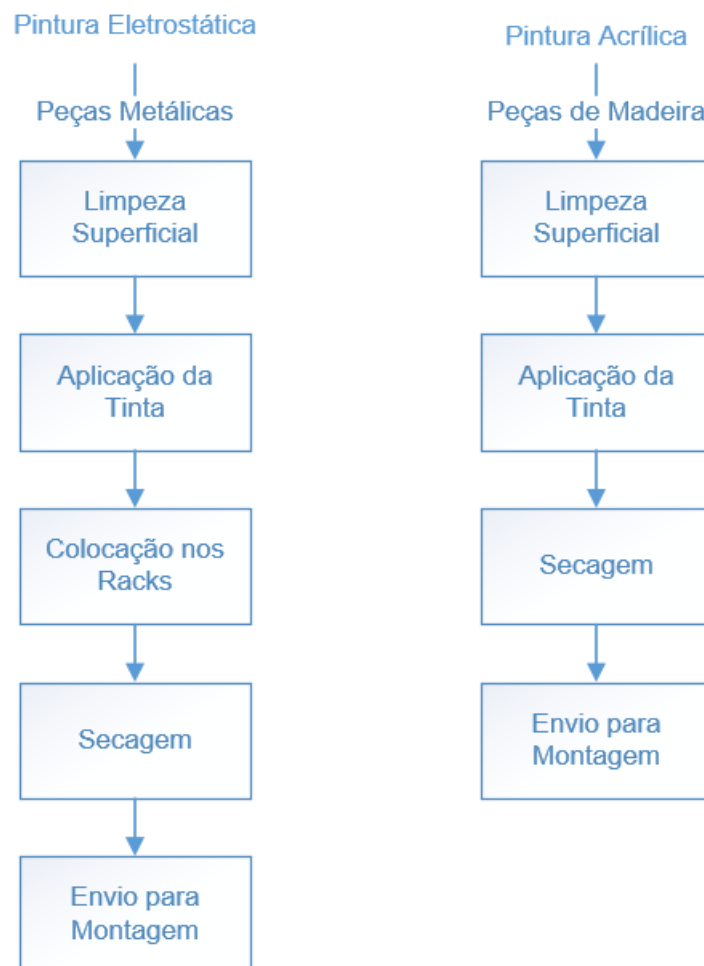 Pintura Eletrostática
Peças Metálicas
Limpeza
Superficial
Aplicação da
Tinta
Colocação nos
Racks
Secagem
Envio para
Montagem
Pintura Acrílica
Peças de Madeira
Limpeza
Superficial
Aplicação da
Tinta
Secagem
Envio para
Montagem